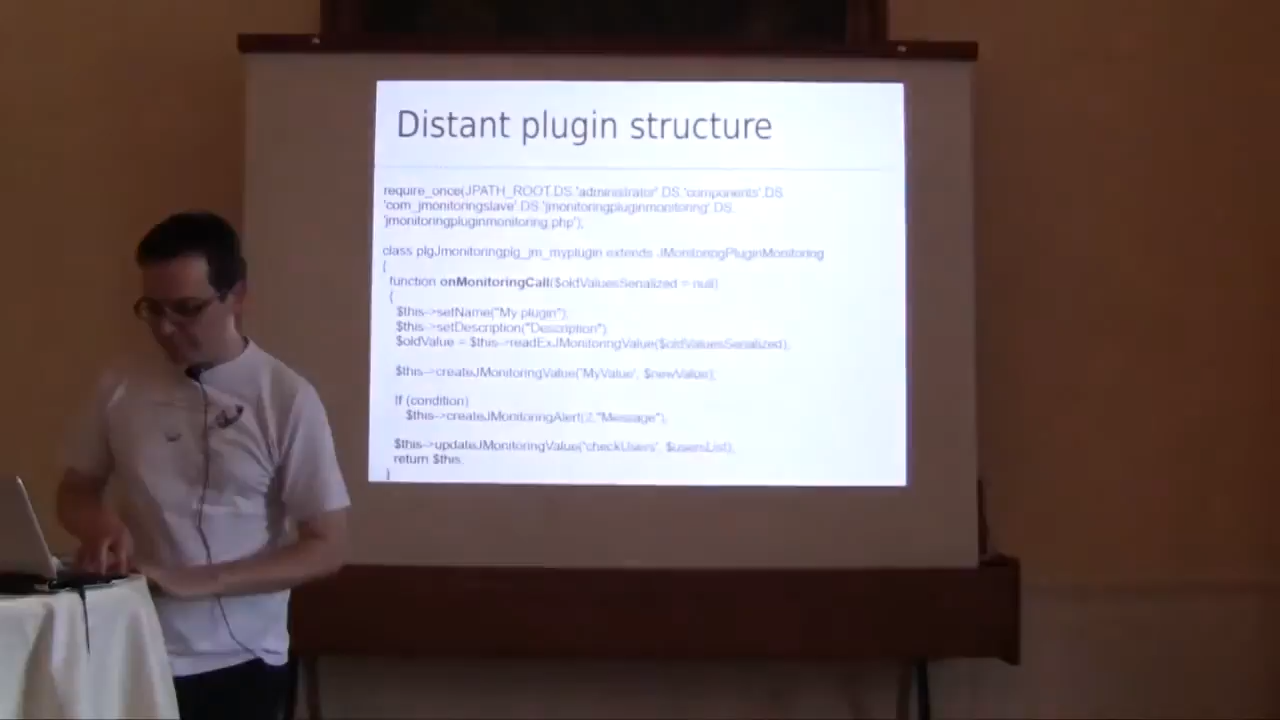 Distant plugin structure
require_once(JPATH_ROOT.DS.'administrator'.DS.'components'.DS.
'com_jmonitoringslave'.DS.'jmonitoringpluginmonitoring'.DS.
'jmonitoringpluginmonitoring.php');
class plgJmonitoringplg_jm_myplugin extends JMonitoringPluginMonitoring
{
function onMonitoringCall($oldValuesSerialized = null)
{
$this->setName("My plugin");
$this->setDescription("Description");
$oldValue = $this->readExJMonitoringValue($oldValuesSerialized);
$this->createJMonitoringValue('MyValue', $newValue);
If (condition)
$this->createJMonitoringAlert(2,"Message");
$this->updateJMonitoringValue('checkUsers', $usersList);
return $this;
}